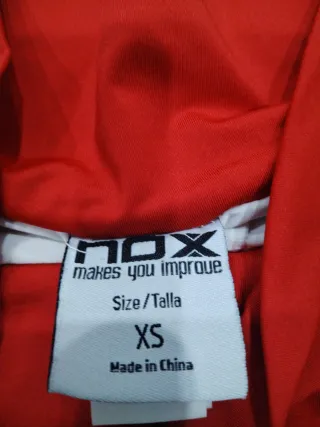 nox
makes you improve
Size/Talla
XS
Made in China